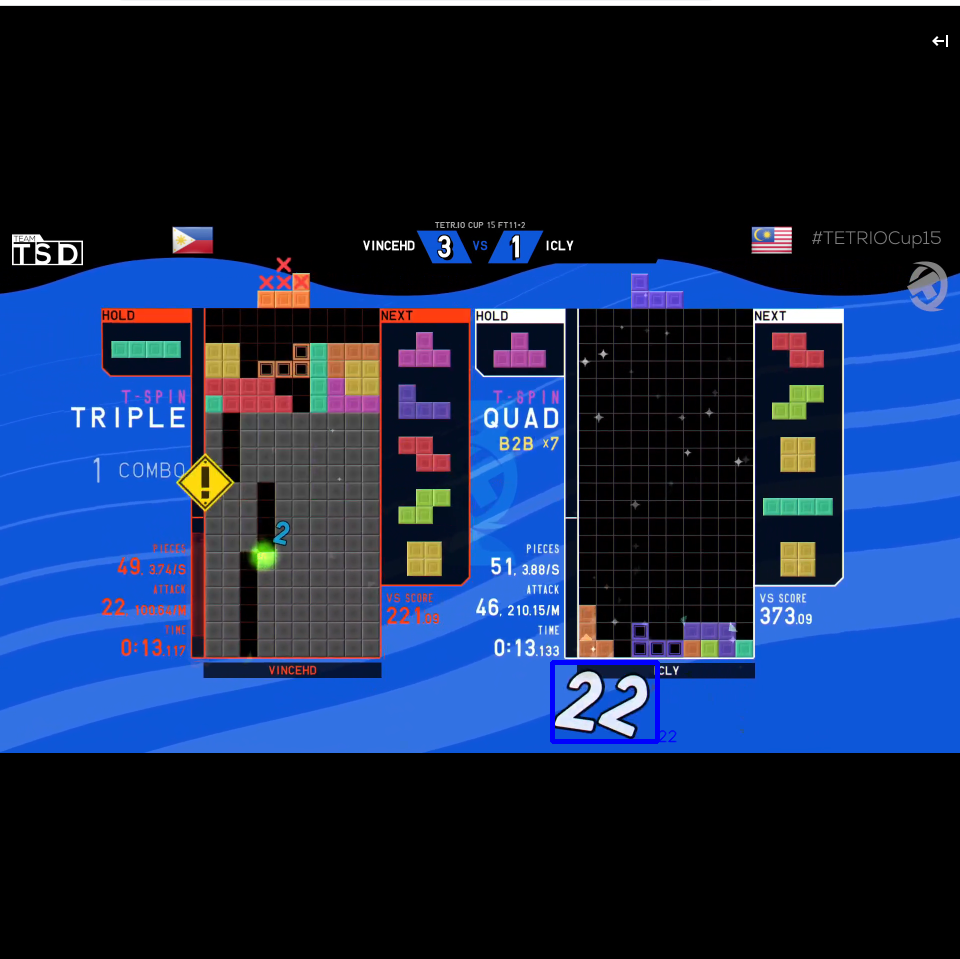 TETR.IO CUP 15 FT11-2
TEAM
TSD
VINCEHD 3 VS 1 ICLY
#TETRIOCup15
HOLD
NEXT
T-SPIN
TRIPLE
1 COMBO
!
2
PIECES
49, 3.74/S
ATTACK
22, 100.64/M
TIME
0:13.117
VS SCORE
221.09
VINCEHD
HOLD
NEXT
T-SPIN
QUAD
B2B x7
PIECES
51, 3.88/S
ATTACK
46, 210.15/M
TIME
0:13.133
VS SCORE
373.09
ICLY
22
22